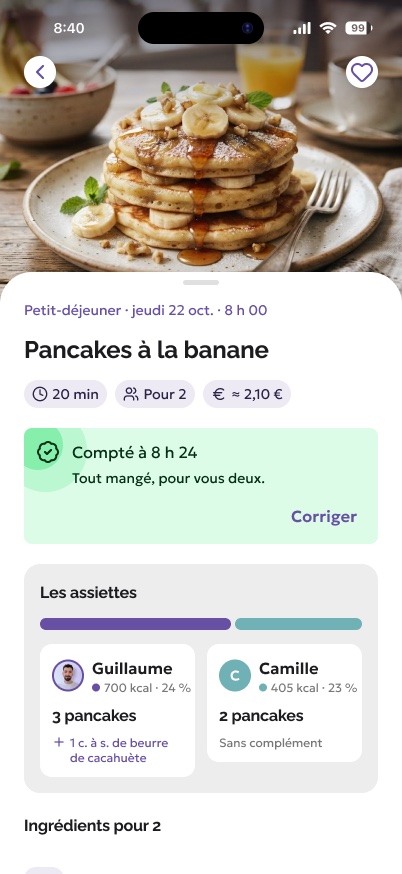 8:40
99
Petit-déjeuner · jeudi 22 oct. · 8 h 00
Pancakes à la banane
20 min
Pour 2
€ ≈ 2,10 €
Compté à 8 h 24
Tout mangé, pour vous deux.
Corriger
Les assiettes
Guillaume
700 kcal · 24 %
3 pancakes
+ 1 c. à s. de beurre
de cacahuète
C
Camille
405 kcal · 23 %
2 pancakes
Sans complément
Ingrédients pour 2